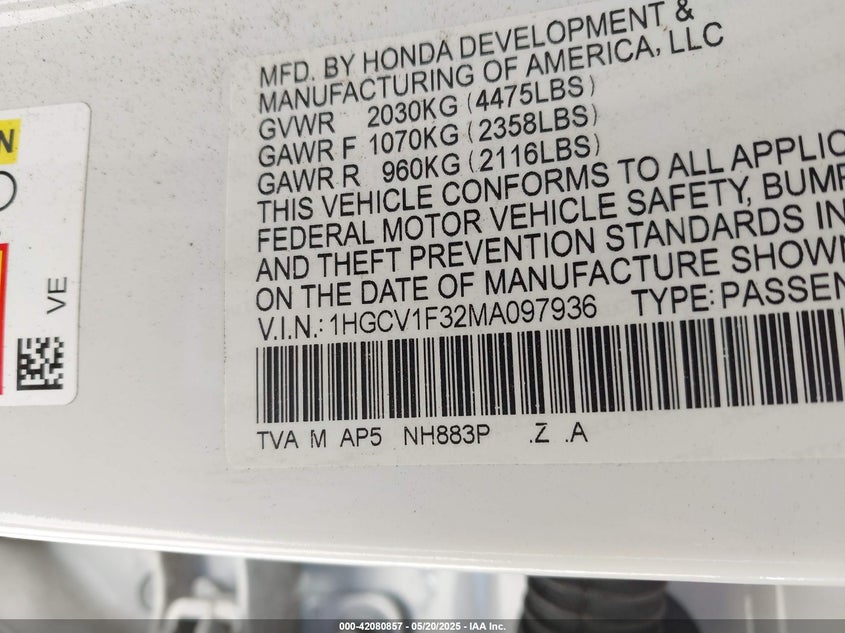 MFD. BY HONDA DEVELOPMENT &
MANUFACTURING OF AMERICA, LLC
GVWR 2030KG (4475LBS)
GAWR F 1070KG (2358LBS)
GAWR R 960KG (2116LBS)
THIS VEHICLE CONFORMS TO ALL APPLIC
FEDERAL MOTOR VEHICLE SAFETY, BUMP
AND THEFT PREVENTION STANDARDS IN
ON THE DATE OF MANUFACTURE SHOWN
V.I.N.: 1HGCV1F32MA097936 TYPE: PASSEN
TVA M AP5 NH883P .Z .A
N
VE
000-42080857 - 05/20/2025 - IAA Inc.